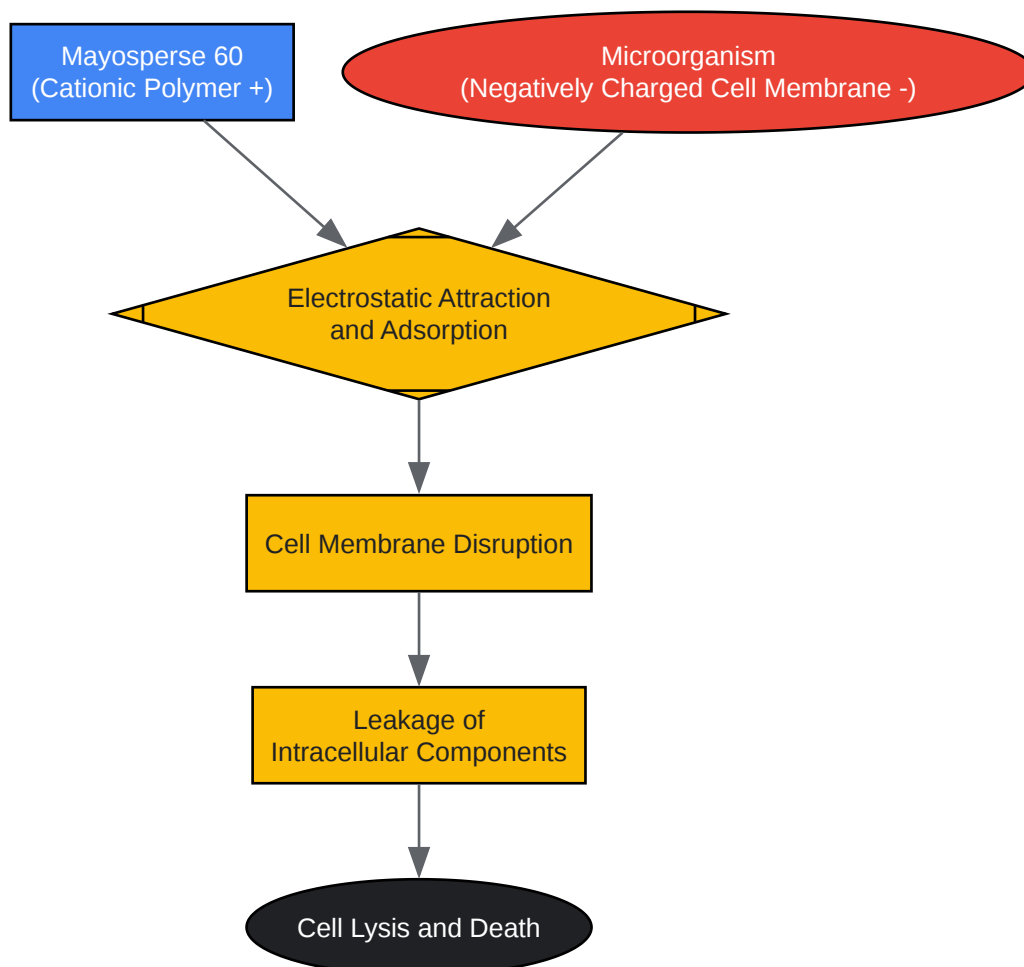 Mayosperse 60
(Cationic Polymer +)
Microorganism
(Negatively Charged Cell Membrane -)
Electrostatic Attraction
and Adsorption
Cell Membrane Disruption
Leakage of
Intracellular Components
Cell Lysis and Death